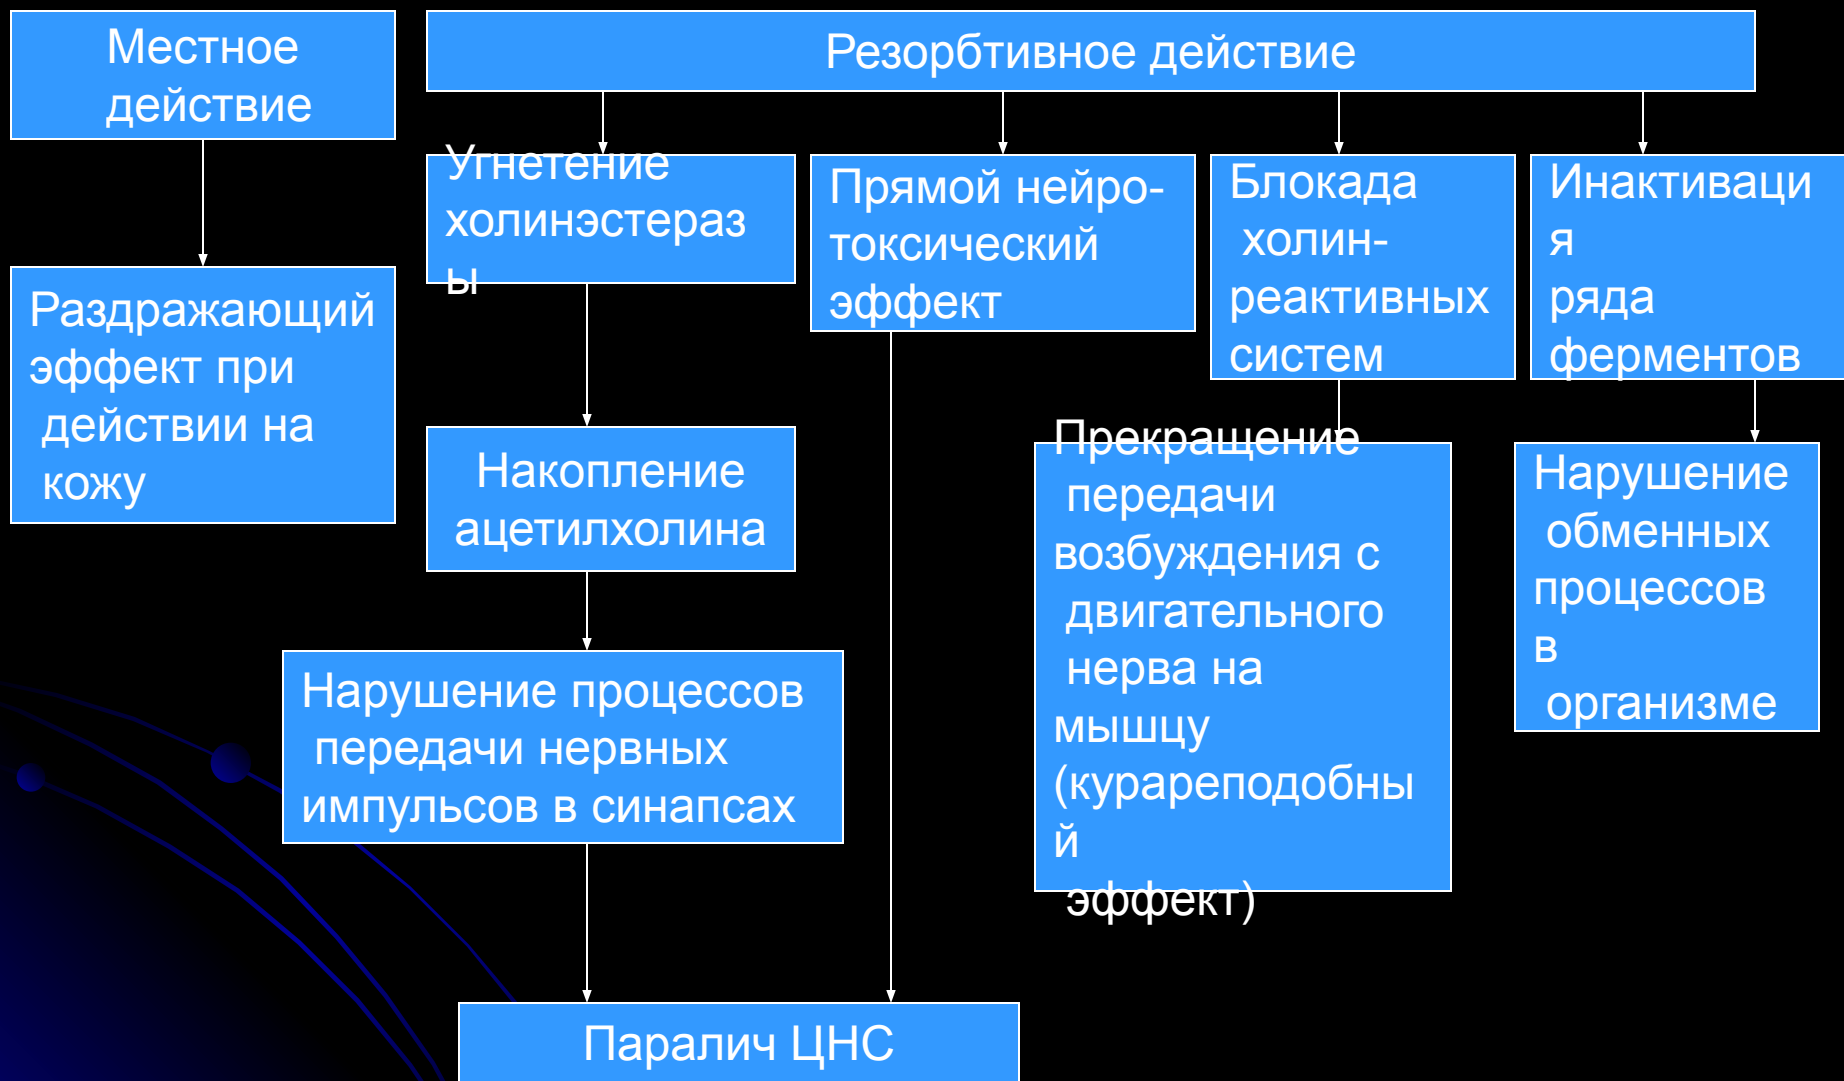 Местное
действие
Резорбтивное действие
Раздражающий
эффект при
действии на
кожу
Угнетение
холинэстераз
ы
Прямой нейро-
токсический
эффект
Блокада
холин-
реактивных
систем
Инактиваци
я
ряда
ферментов
Накопление
ацетилхолина
Прекращение
передачи
возбуждения с
двигательного
нерва на
мышцу
(курареподобны
й
эффект)
Нарушение
обменных
процессов
в
организме
Нарушение процессов
передачи нервных
импульсов в синапсах
Паралич ЦНС